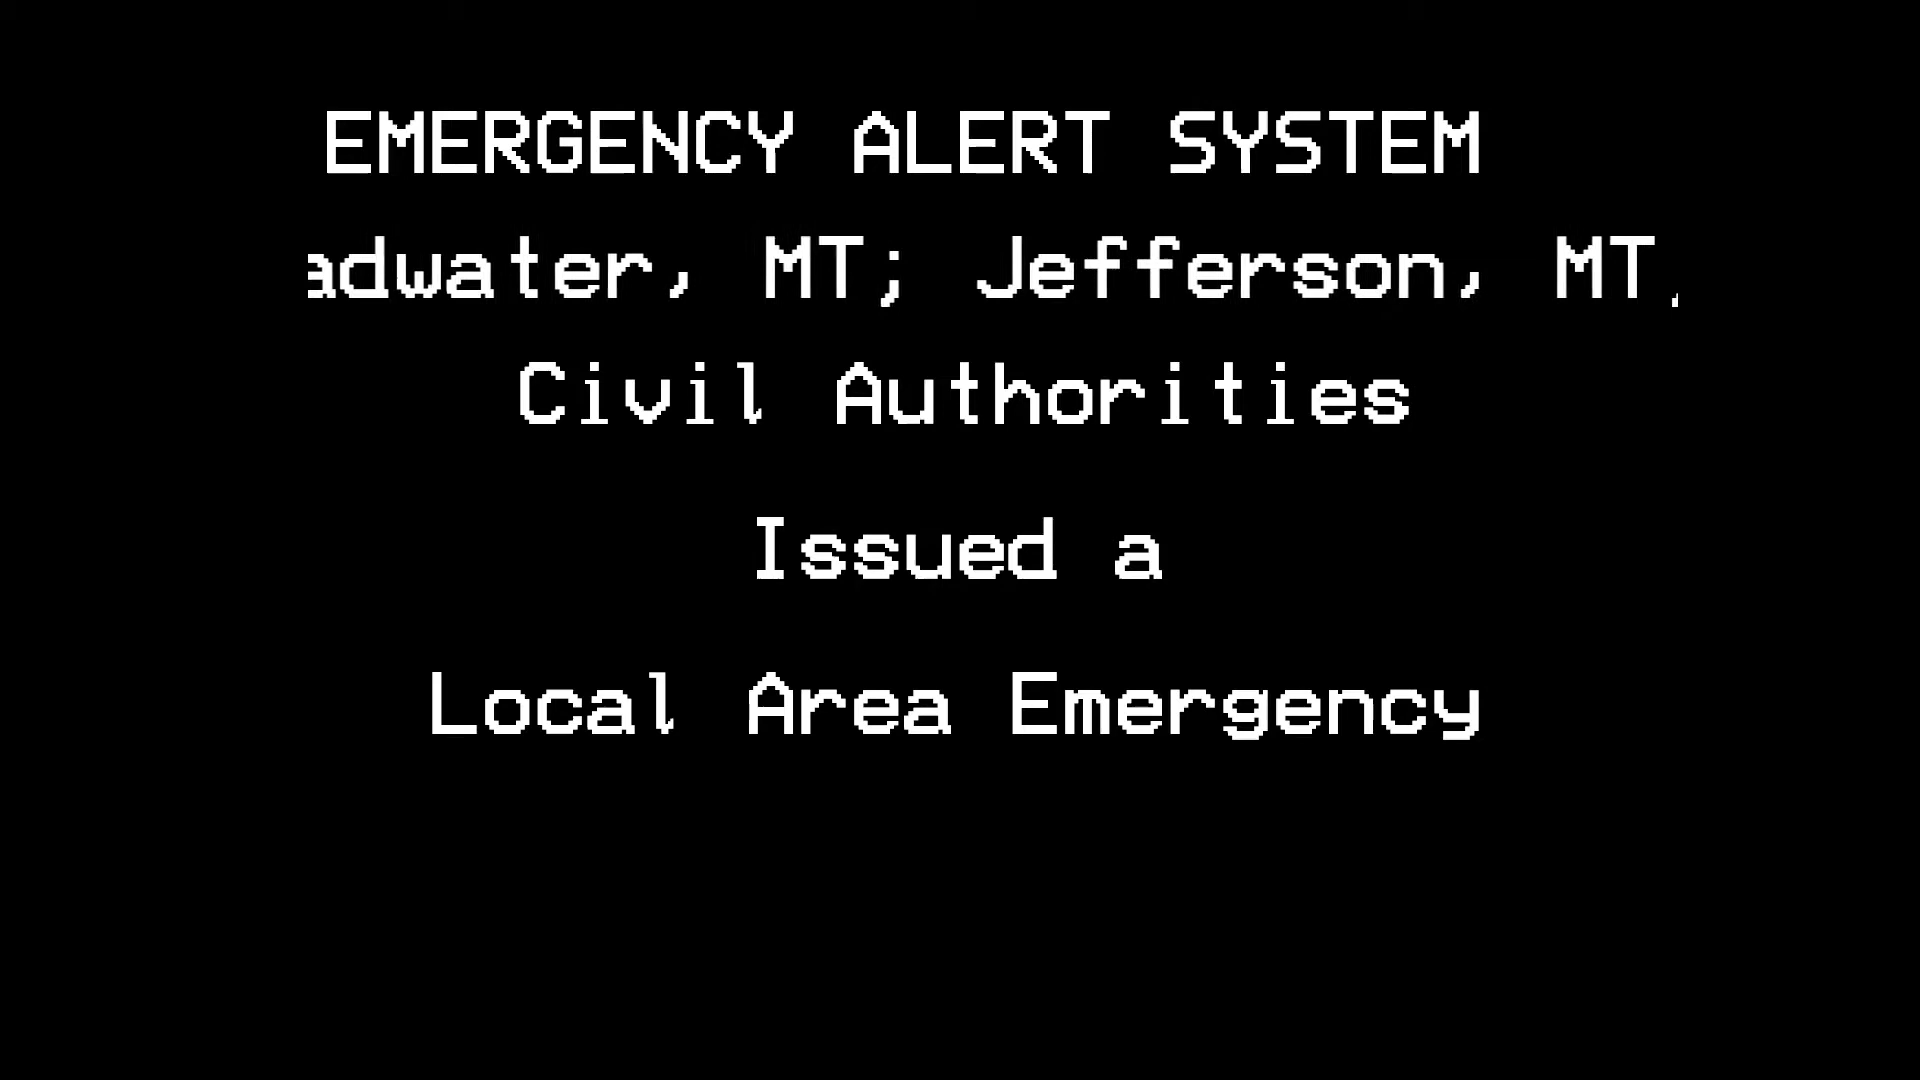 EMERGENCY ALERT SYSTEM
adwater, MT; Jefferson, MT,
Civil Authorities
Issued a
Local Area Emergency